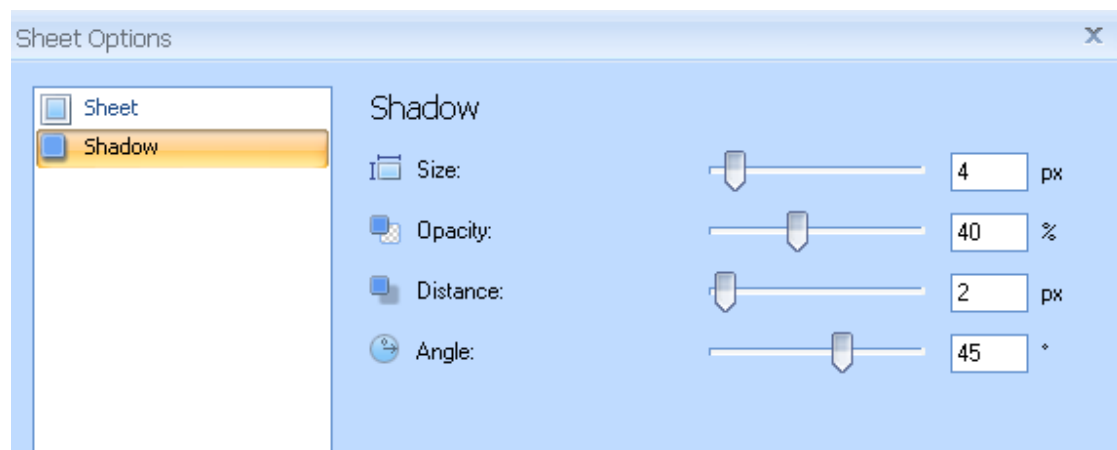 Sheet Options
Sheet
Shadow
Shadow
Size: 4 px
Opacity: 40 %
Distance: 2 px
Angle: 45 °